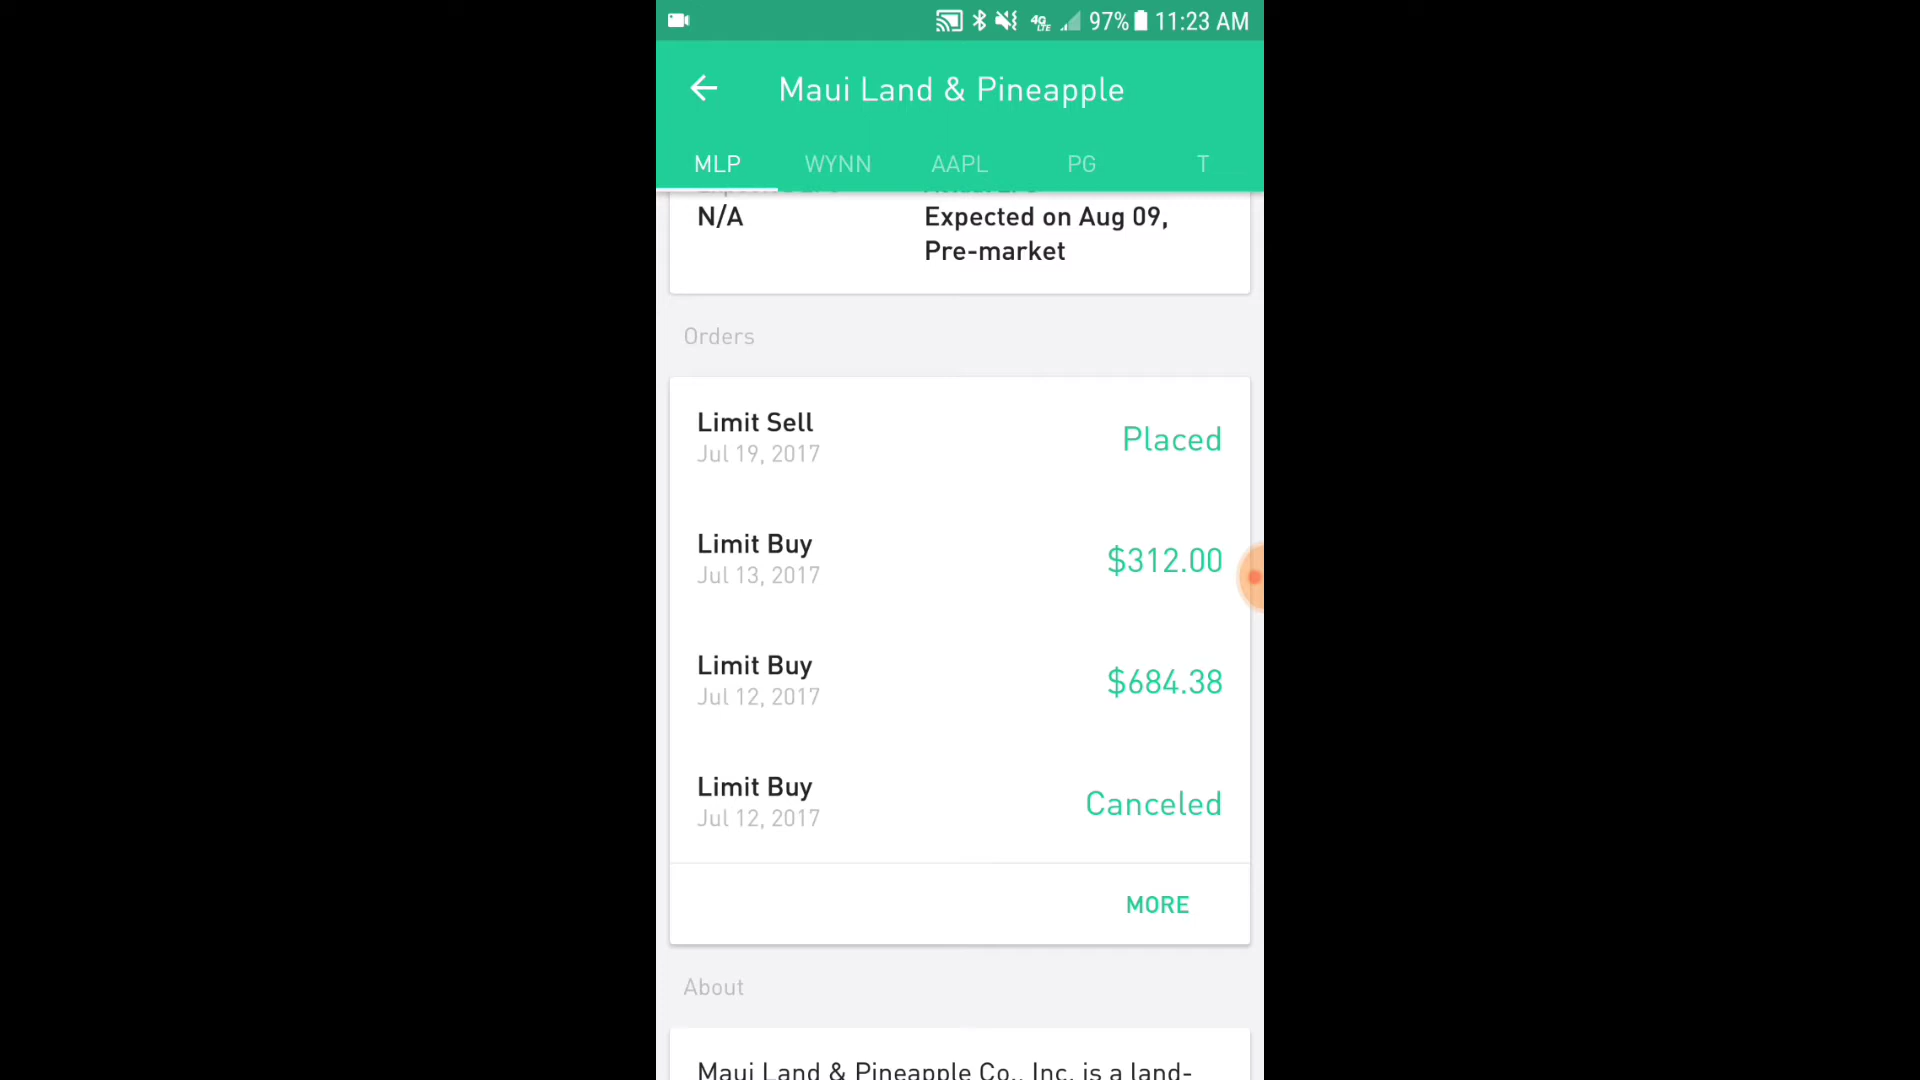 4G LTE 97% 11:23 AM
Maui Land & Pineapple
MLP WYNN AAPL PG T
N/A
Expected on Aug 09,
Pre-market
Orders
Limit Sell
Jul 19, 2017
Placed
Limit Buy
Jul 13, 2017
$312.00
Limit Buy
Jul 12, 2017
$684.38
Limit Buy
Jul 12, 2017
Canceled
MORE
About
Maui Land & Pineapple Co., Inc. is a land-